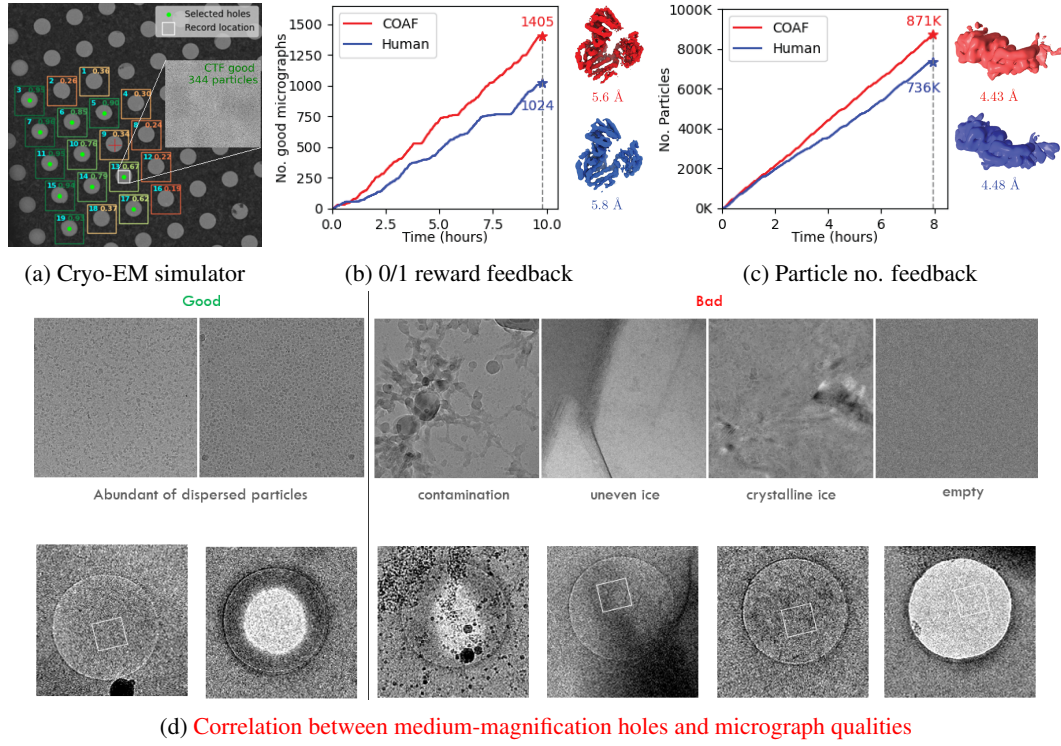 Selected holes
Record location
CTF good
344 particles
1 0.36
2 0.26
3 0.95
4 0.30
5 0.90
6 0.85
7 0.96
8 0.24
9 0.34
10 0.76
11 0.95
12 0.22
13 0.67
14 0.79
15 0.94
16 0.19
17 0.62
18 0.37
19 0.93
(a) Cryo-EM simulator
No. good micrographs
1500
1250
1000
750
500
250
0
COAF
Human
1405
1024
0.0 2.5 5.0 7.5 10.0
Time (hours)
5.6 Å
5.8 Å
(b) 0/1 reward feedback
No. Particles
1000K
800K
600K
400K
200K
0K
COAF
Human
871K
736K
0 2 4 6 8
Time (hours)
4.43 Å
4.48 Å
(c) Particle no. feedback
Good
Bad
Abundant of dispersed particles
contamination
uneven ice
crystalline ice
empty
(d) Correlation between medium-magnification holes and micrograph qualities